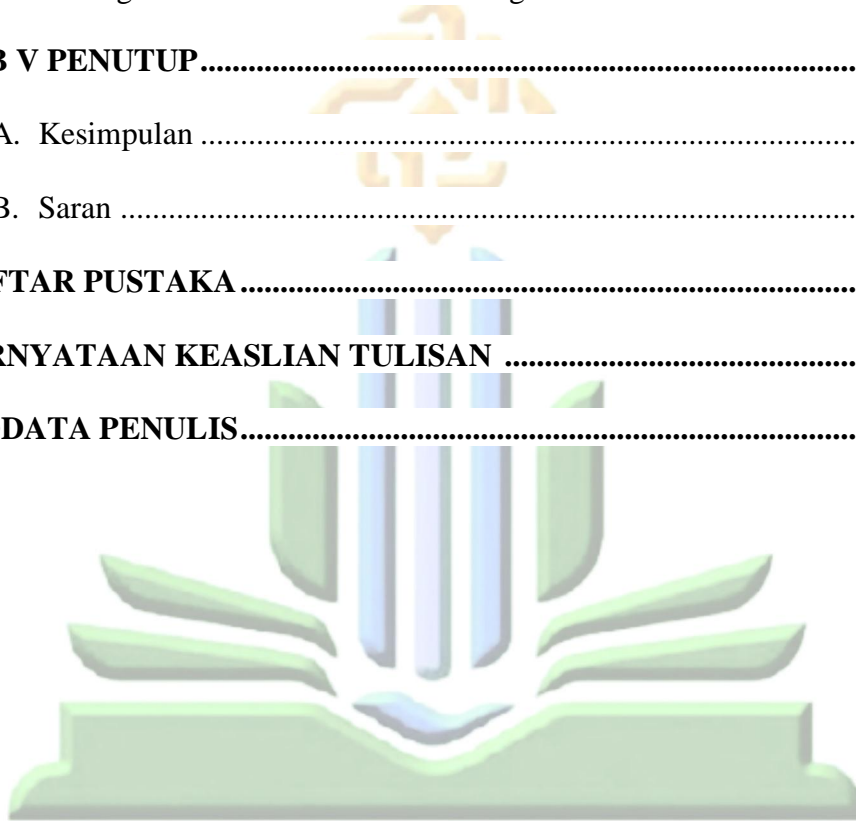 B V PENUTUP..........................................................................
A. Kesimpulan ..........................................................................
B. Saran ..........................................................................
FTAR PUSTAKA..........................................................................
RNYATAAN KEASLIAN TULISAN ..........................................................................
DATA PENULIS..........................................................................